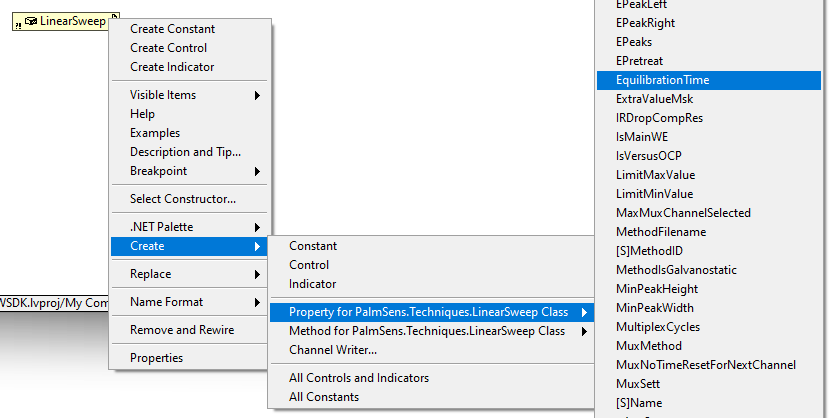 LinearSweep
Create Constant
Create Control
Create Indicator
Visible Items
Help
Examples
Description and Tip...
Breakpoint
Select Constructor...
.NET Palette
Create
Replace
Name Format
Remove and Rewire
Properties
WSDK.lvproj/My Com
Constant
Control
Indicator
Property for PalmSens.Techniques.LinearSweep Class
Method for PalmSens.Techniques.LinearSweep Class
Channel Writer...
All Controls and Indicators
All Constants
EPeakLeft
EPeakRight
EPeaks
EPretreat
EquilibrationTime
ExtraValueMsk
IRDropCompRes
IsMainWE
IsVersusOCP
LimitMaxValue
LimitMinValue
MaxMuxChannelSelected
MethodFilename
[S]MethodID
MethodIsGalvanostatic
MinPeakHeight
MinPeakWidth
MultiplexCycles
MuxMethod
MuxNoTimeResetForNextChannel
MuxSett
[S]Name